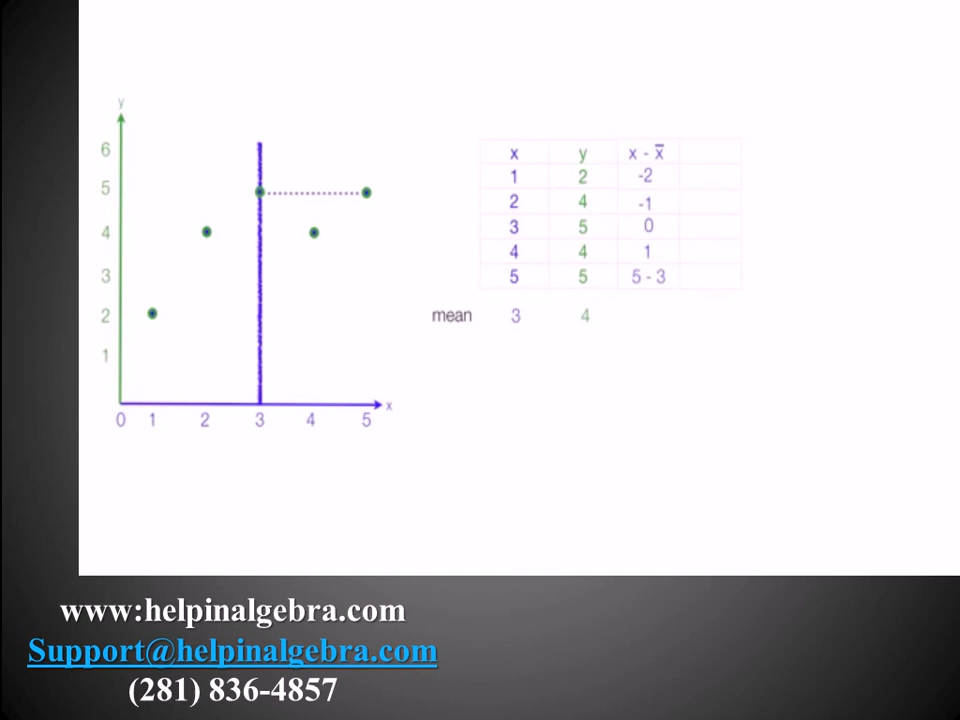 y
6
5
4
3
2
1
0 1 2 3 4 5 x
x y x - x̅
1 2 -2
2 4 -1
3 5 0
4 4 1
5 5 5 - 3
mean 3 4
www:helpinalgebra.com
Support@helpinalgebra.com
(281) 836-4857